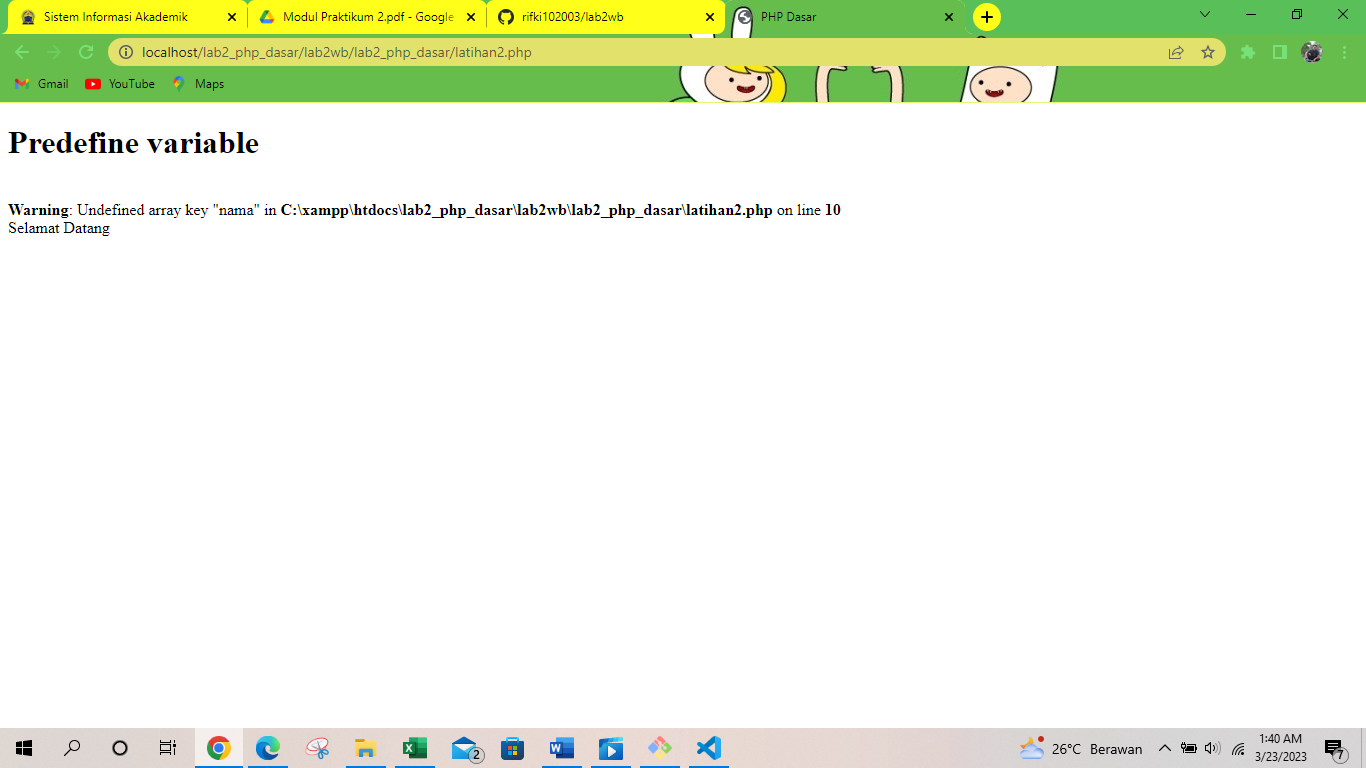 Sistem Informasi Akademik
Modul Praktikum 2.pdf - Google
rifki102003/lab2wb
PHP Dasar
localhost/lab2_php_dasar/lab2wb/lab2_php_dasar/latihan2.php
Gmail
YouTube
Maps
Predefine variable
Warning: Undefined array key "nama" in C:\xampp\htdocs\lab2_php_dasar\lab2wb\lab2_php_dasar\latihan2.php on line 10
Selamat Datang
2
26°C Berawan
1:40 AM
3/23/2023
7